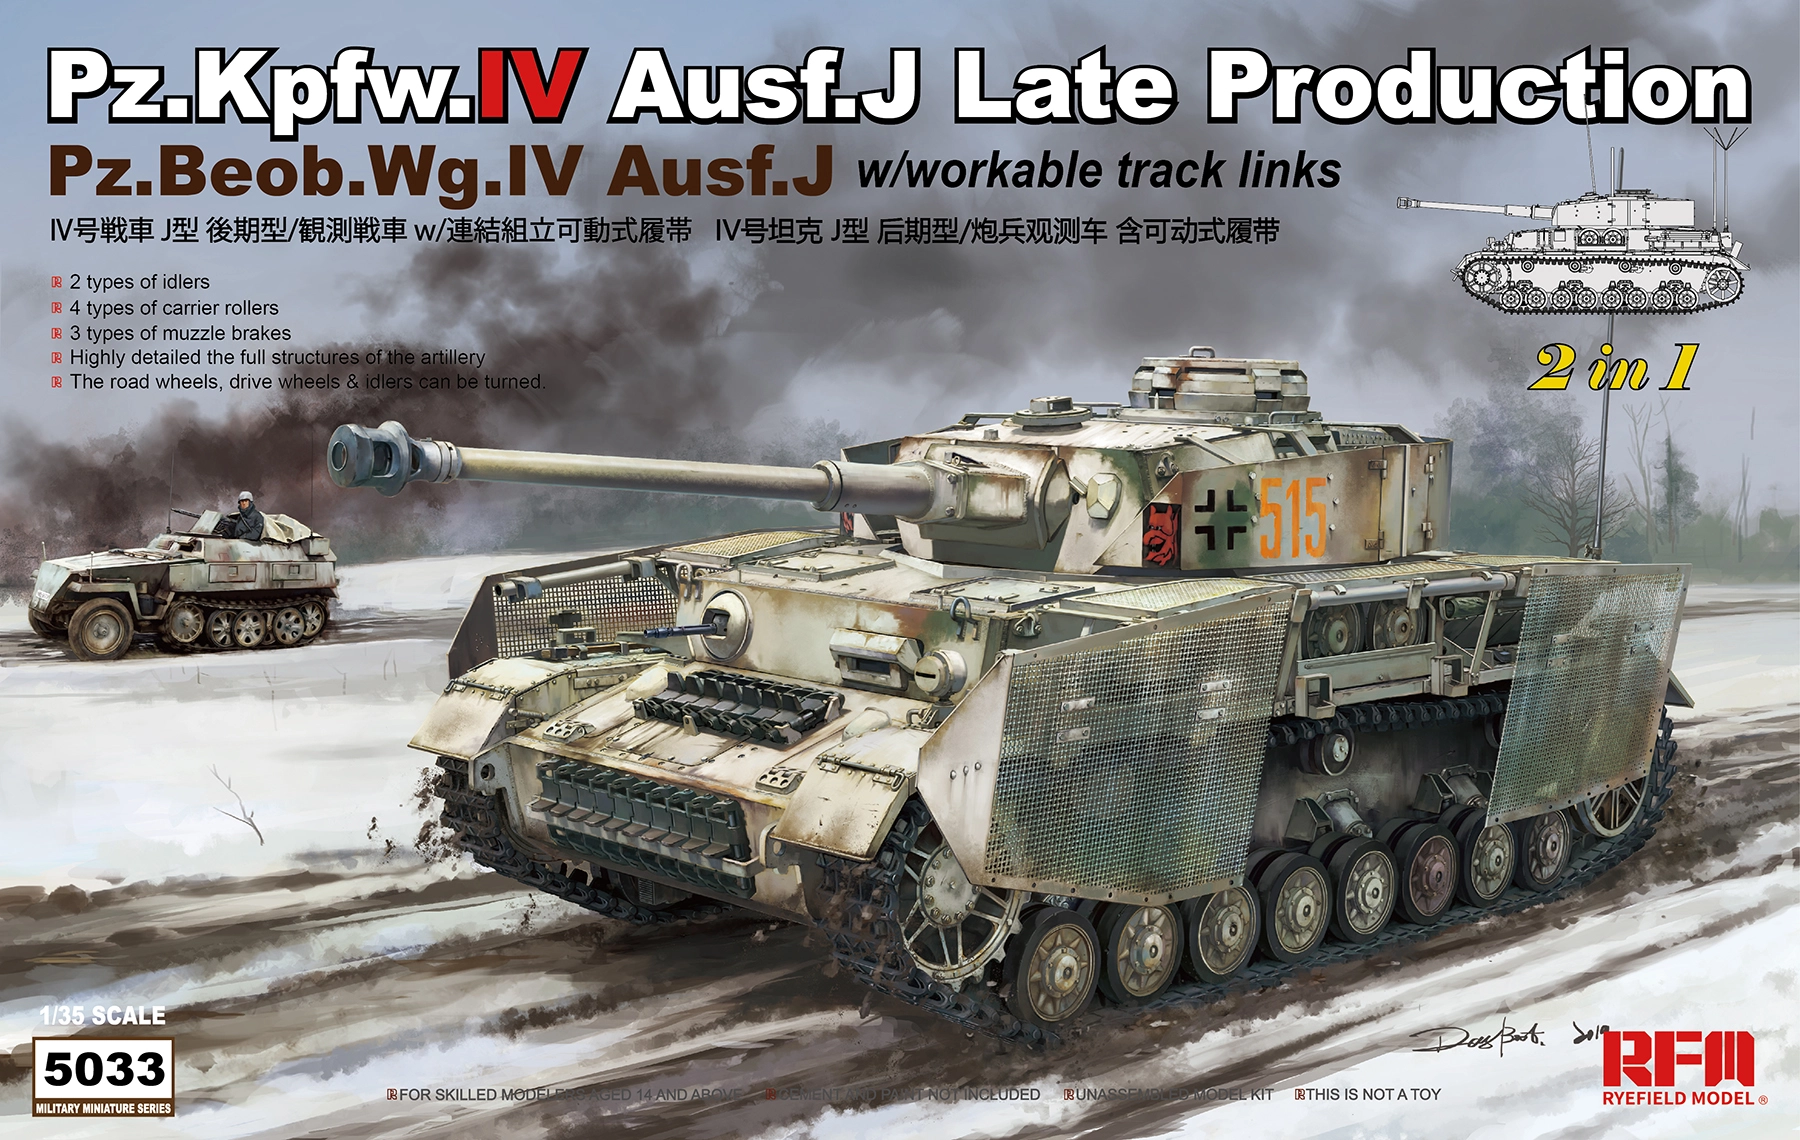 Pz.Kpfw.IV Ausf.J Late Production
Pz.Beob.Wg.IV Ausf.J w/workable track links
IV号戦車 J型 後期型/観測戦車 w/連結組立可動式履帯 IV号坦克 J型 后期型/炮兵观测车 含可动式履带
2 types of idlers
4 types of carrier rollers
3 types of muzzle brakes
Highly detailed the full structures of the artillery
The road wheels, drive wheels & idlers can be turned.
2 in 1
515
1/35 SCALE
5033
MILITARY MINIATURE SERIES
FOR SKILLED MODELERS AGED 14 AND ABOVE CEMENT AND PAINT NOT INCLUDED UNASSEMBLED MODEL KIT THIS IS NOT A TOY
2019
RFM
RYEFIELD MODEL ®